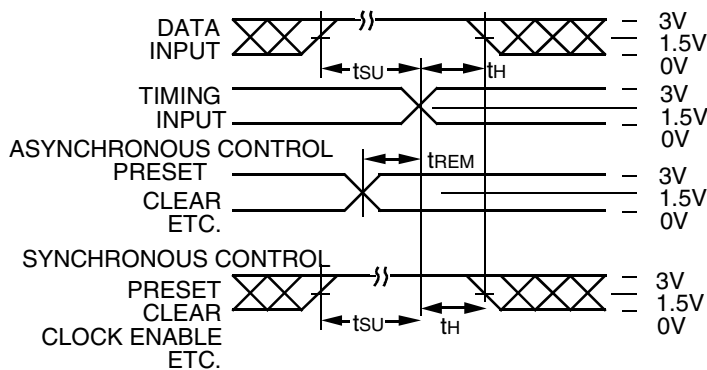 DATA
INPUT
3V
1.5V
0V
tSU
tH
TIMING
INPUT
3V
1.5V
0V
ASYNCHRONOUS CONTROL
PRESET
CLEAR
ETC.
tREM
3V
1.5V
0V
SYNCHRONOUS CONTROL
PRESET
CLEAR
CLOCK ENABLE
ETC.
tSU
tH
3V
1.5V
0V